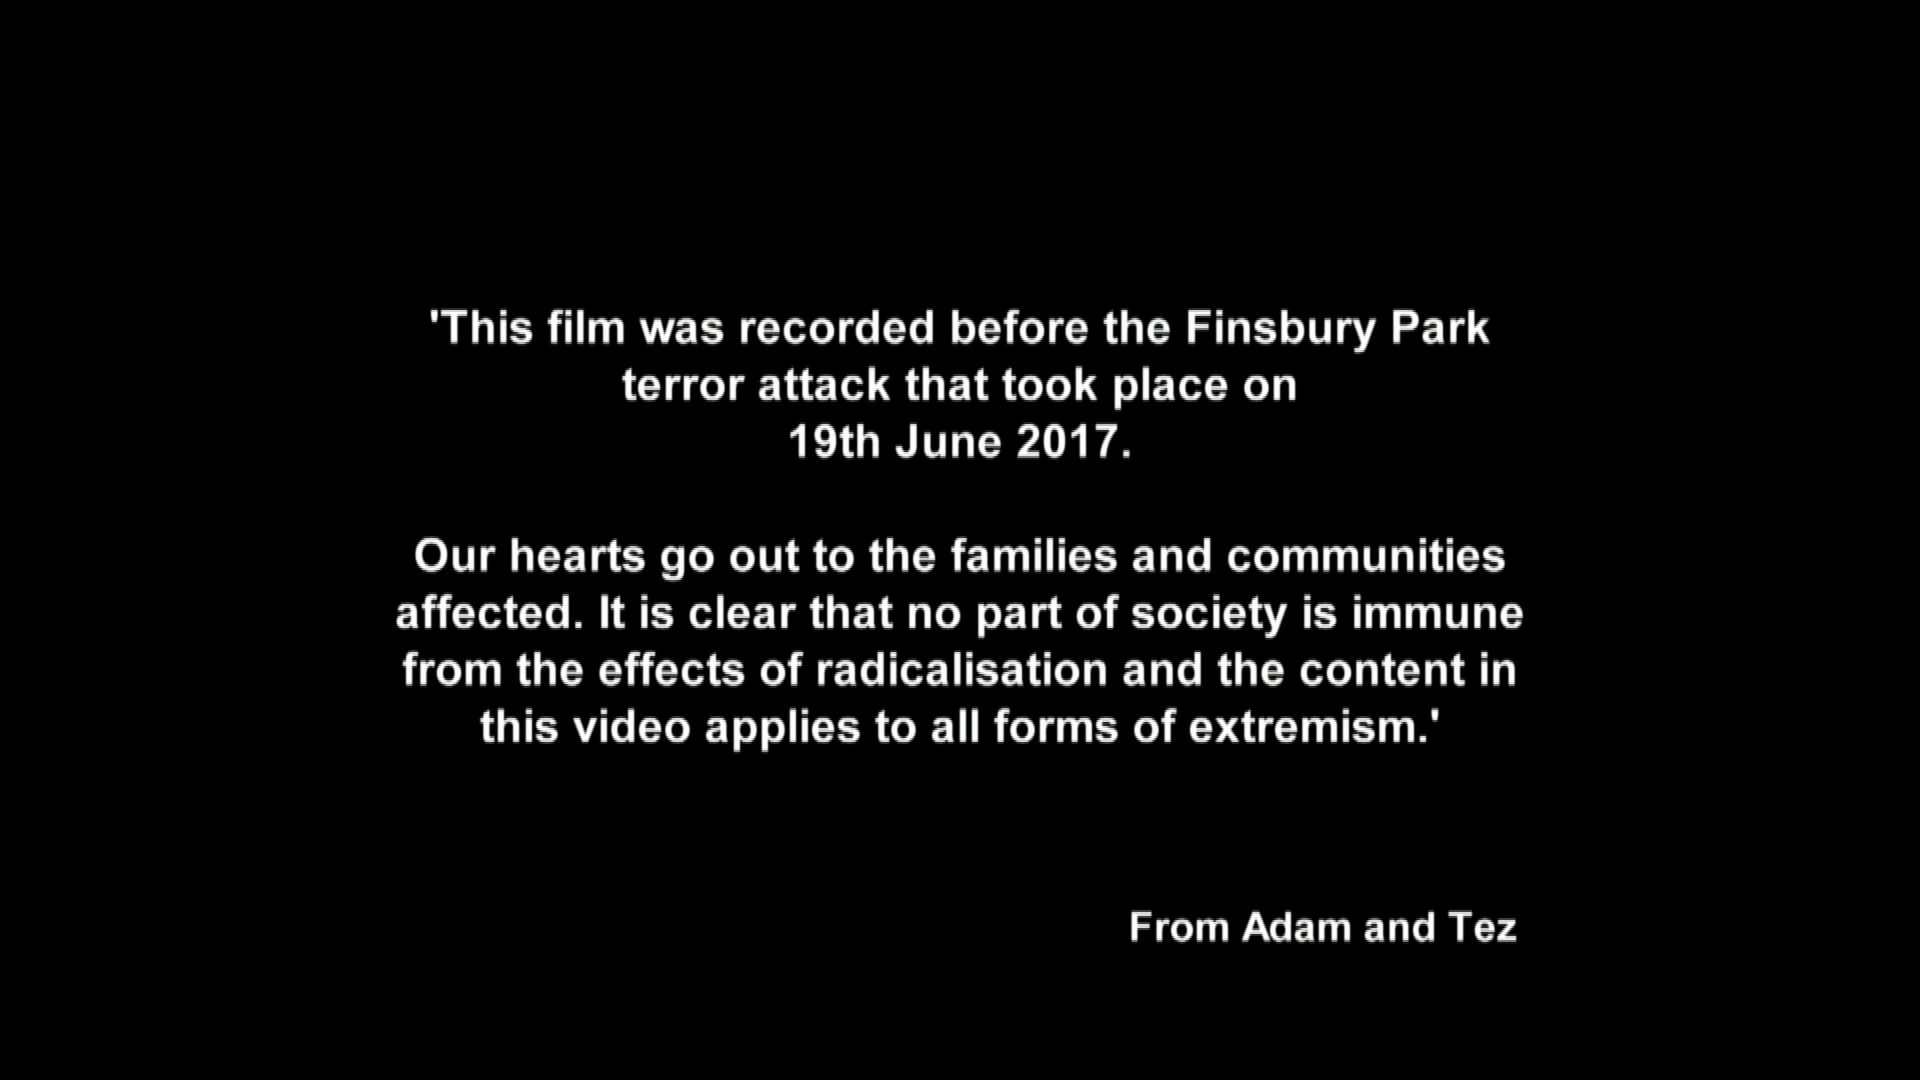 'This film was recorded before the Finsbury Park
terror attack that took place on
19th June 2017.
Our hearts go out to the families and communities
affected. It is clear that no part of society is immune
from the effects of radicalisation and the content in
this video applies to all forms of extremism.'
From Adam and Tez